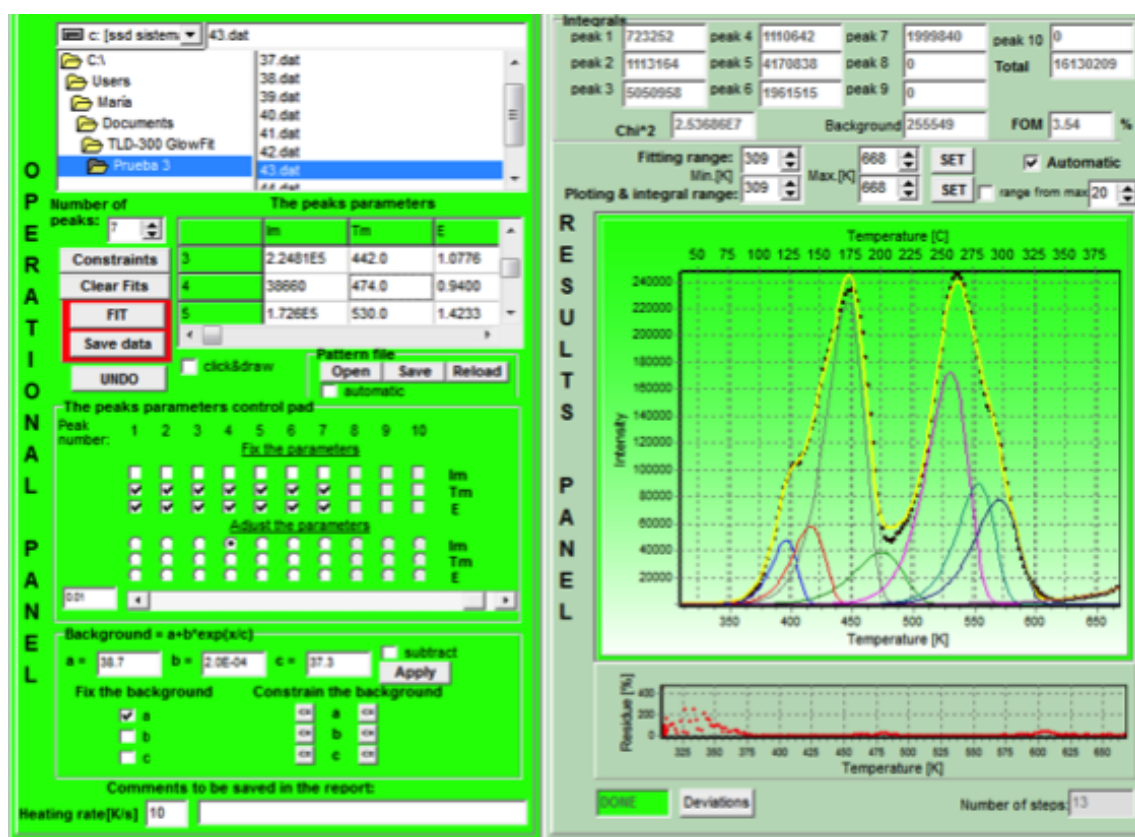 c: [ssd sistem
43.dat
C:\
Users
María
Documents
TLD-300 GlowFit
Prueba 3
37.dat
38.dat
39.dat
40.dat
41.dat
42.dat
43.dat
44.dat
OPERATIONAL PANEL
Number of peaks: 7
The peaks parameters
Im Tm E
3 2.2481E5 442.0 1.0776
4 38660 474.0 0.9400
5 1.726E5 530.0 1.4233
Constraints
Clear Fits
FIT
Save data
UNDO
click&draw
Pattern file
Open Save Reload
automatic
The peaks parameters control pad
Peak number: 1 2 3 4 5 6 7 8 9 10
Fix the parameters
Im
Tm
E
Adjust the parameters
Im
Tm
E
0.01
Background = a+b*exp(x/c)
a = 38.7 b = 2.0E-04 c = 37.3
subtract
Apply
Fix the background
Constrain the background
a
b
c
<= a <=
<= b <=
<= c <=
Comments to be saved in the report:
Heating rate[K/s] 10
Integrals
peak 1 723252 peak 4 1110642 peak 7 1999840 peak 10 0
peak 2 1113164 peak 5 4170838 peak 8 0 Total 16130209
peak 3 5050958 peak 6 1961515 peak 9 0
Chi^2 2.53686E7 Background 255549 FOM 3.54 %
Fitting range: 309 668 SET Automatic
Min.[K] Max.[K]
Ploting & integral range: 309 668 SET range from max 20
RESULTS PANEL
Temperature [C]
50 75 100 125 150 175 200 225 250 275 300 325 350 375
Intensity
240000
220000
200000
180000
160000
140000
120000
100000
80000
60000
40000
20000
350 400 450 500 550 600 650
Temperature [K]
Residue [%]
400
200
0
325 350 375 400 425 450 475 500 525 550 575 600 625 650
Temperature [K]
DONE
Deviations
Number of steps: 13